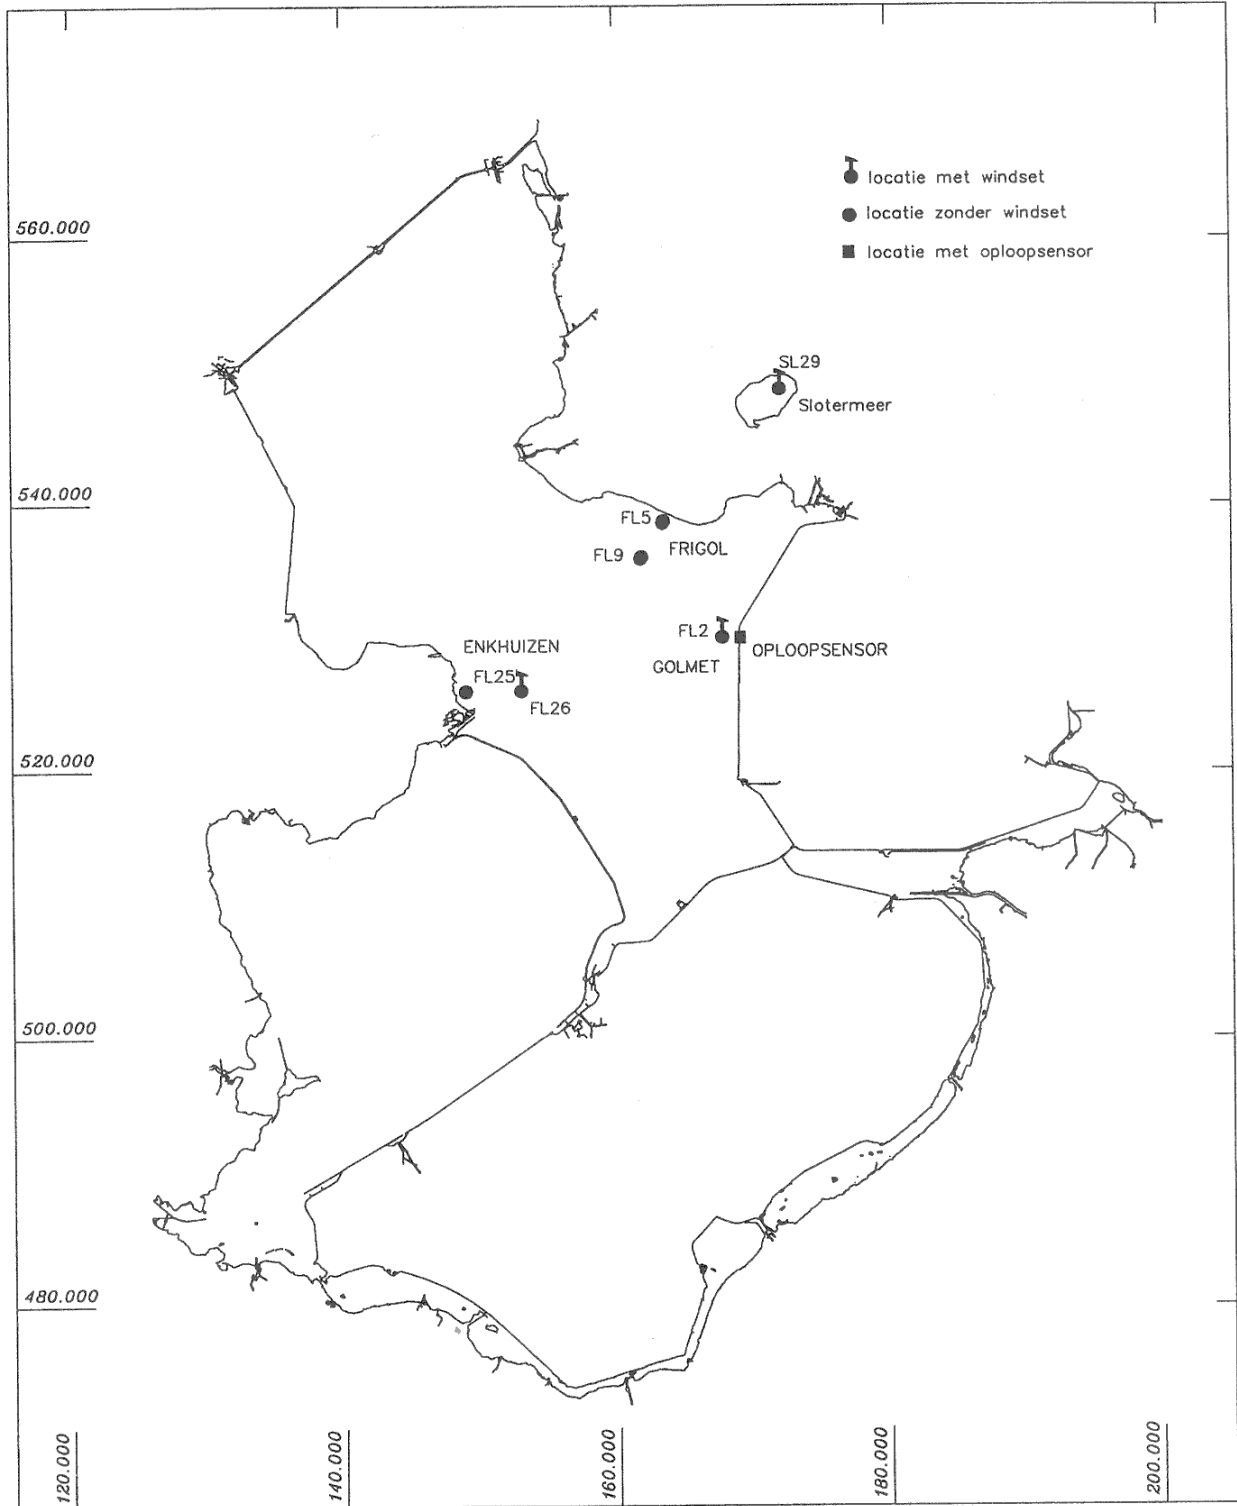 locatie met windset
locatie zonder windset
locatie met oploopsensor
560.000
SL29
Slotermeer
540.000
FL5
FRIGOL
FL9
FL2
OPLOOPSENSOR
GOLMET
ENKHUIZEN
FL25
FL26
520.000
500.000
480.000
120.000
140.000
160.000
180.000
200.000